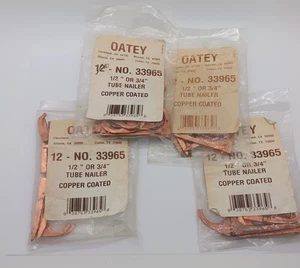 OATEY
12 - NO. 33965
1/2 " OR 3/4"
TUBE NAILER
COPPER COATED
NO. 33965
1/2 " OR 3/4"
TUBE NAILER
COPPER COATED
OATEY
12 - NO. 33965
1/2" OR 3/4"
TUBE NAILER
COPPER COATED
OATEY
12 - NO. 33965
1/2" OR 3/4"
TUBE NAILER
COPPER COATED